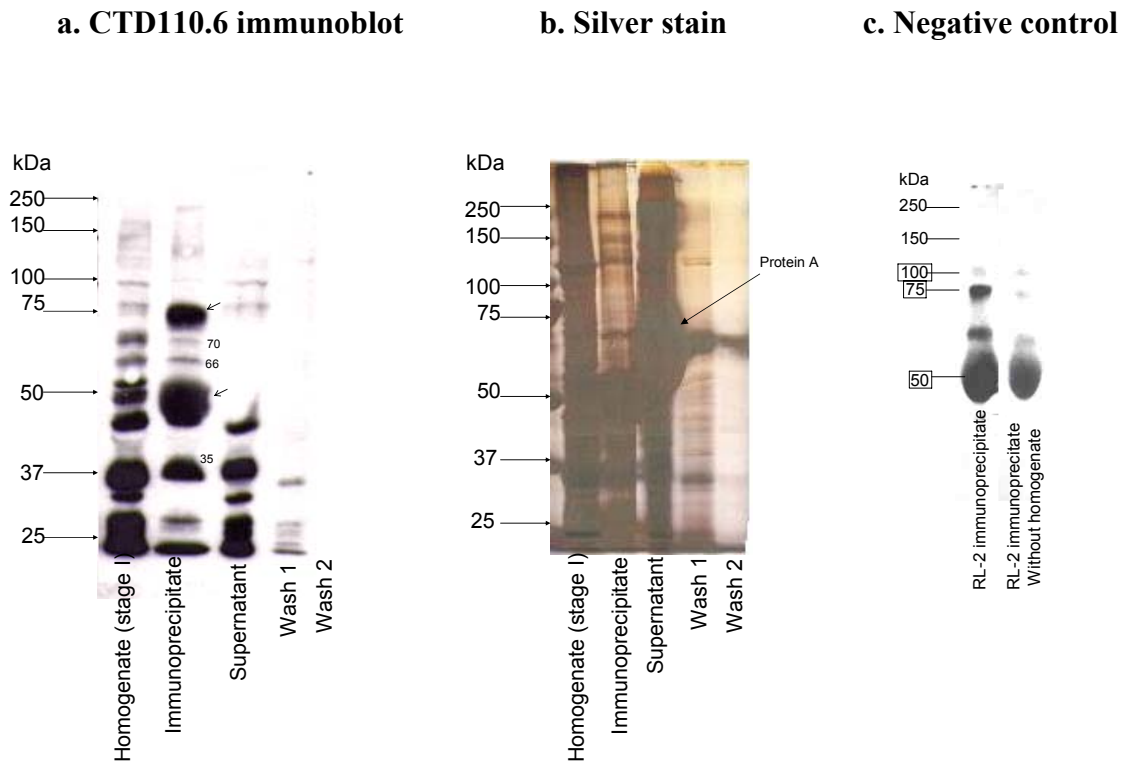 a. CTD110.6 immunoblot
kDa
250
150
100
75
50
37
25
70
66
35
Homogenate (stage I)
Immunoprecipitate
Supernatant
Wash 1
Wash 2
b. Silver stain
kDa
250
150
100
75
50
37
25
Protein A
Homogenate (stage I)
Immunoprecipitate
Supernatant
Wash 1
Wash 2
c. Negative control
kDa
250
150
100
75
50
RL-2 immunoprecipitate
RL-2 immunoprecitate
Without homogenate